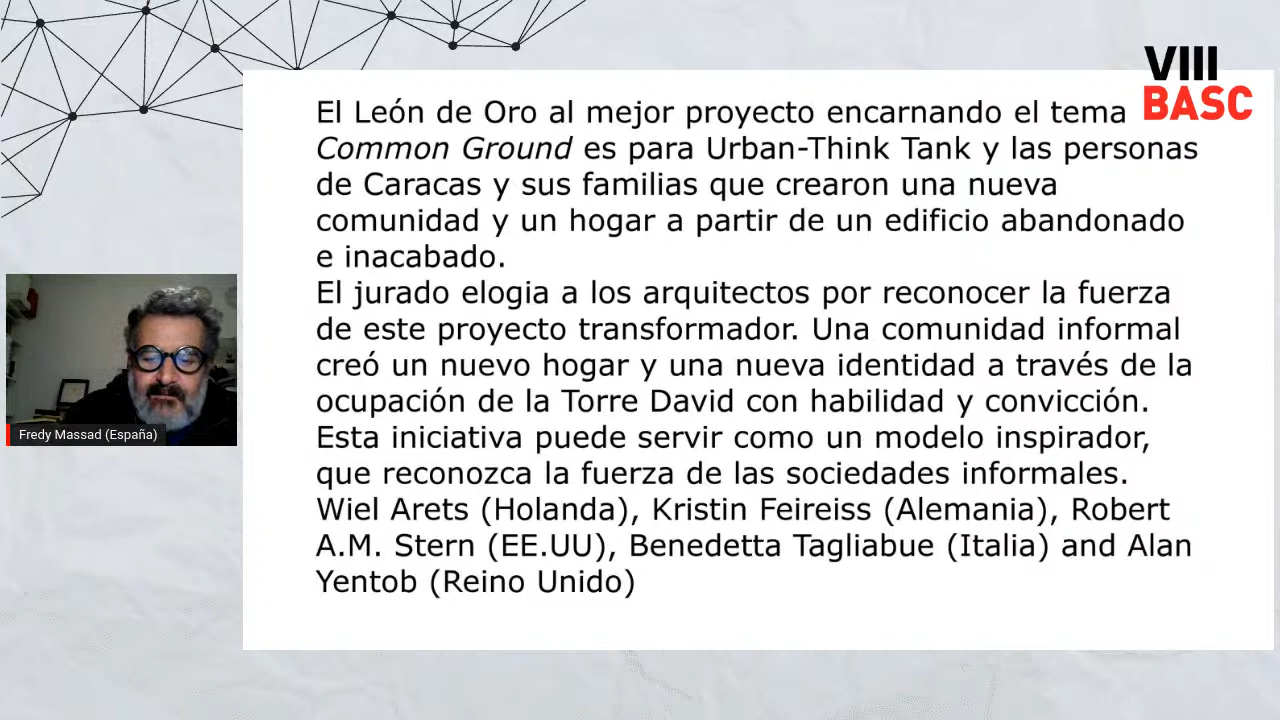 VIII
BASC
El León de Oro al mejor proyecto encarnando el tema
Common Ground es para Urban-Think Tank y las personas
de Caracas y sus familias que crearon una nueva
comunidad y un hogar a partir de un edificio abandonado
e inacabado.
El jurado elogia a los arquitectos por reconocer la fuerza
de este proyecto transformador. Una comunidad informal
creó un nuevo hogar y una nueva identidad a través de la
ocupación de la Torre David con habilidad y convicción.
Esta iniciativa puede servir como un modelo inspirador,
que reconozca la fuerza de las sociedades informales.
Wiel Arets (Holanda), Kristin Feireiss (Alemania), Robert
A.M. Stern (EE.UU), Benedetta Tagliabue (Italia) and Alan
Yentob (Reino Unido)
Fredy Massad (España)